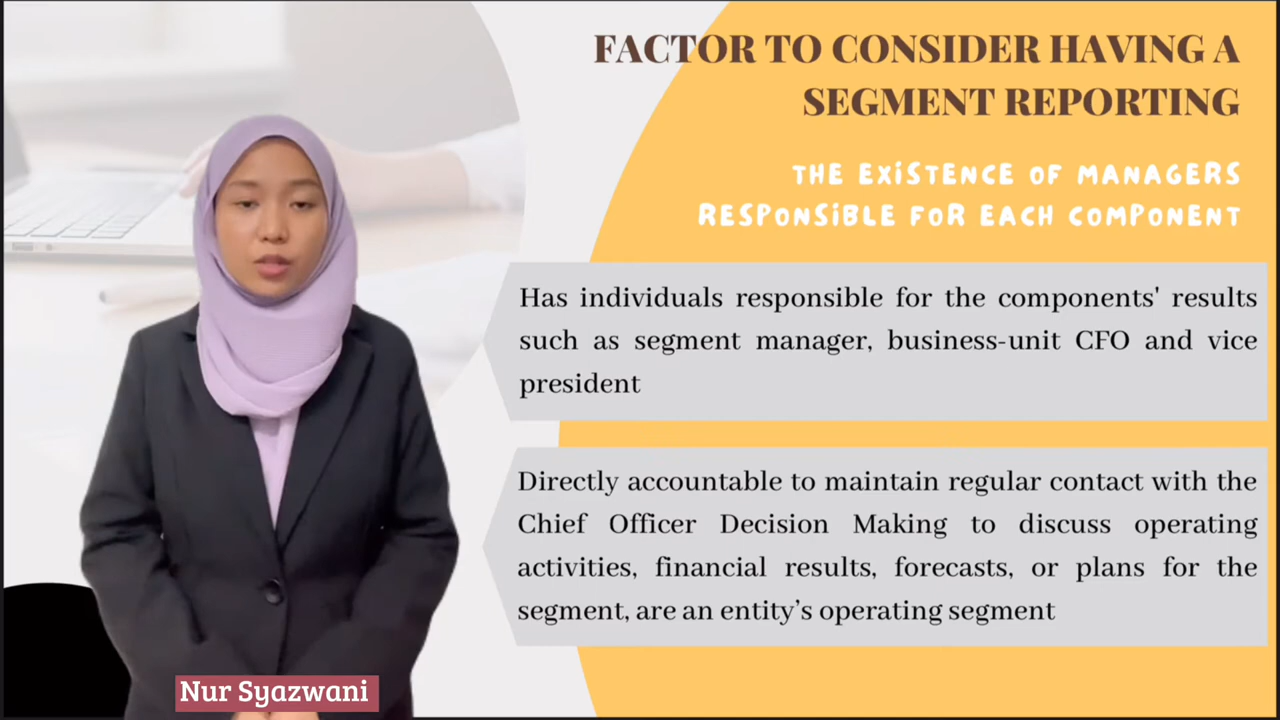 FACTOR TO CONSIDER HAVING A
SEGMENT REPORTING
THE EXISTENCE OF MANAGERS
RESPONSIBLE FOR EACH COMPONENT
Has individuals responsible for the components' results
such as segment manager, business-unit CFO and vice
president
Directly accountable to maintain regular contact with the
Chief Officer Decision Making to discuss operating
activities, financial results, forecasts, or plans for the
segment, are an entity’s operating segment
Nur Syazwani